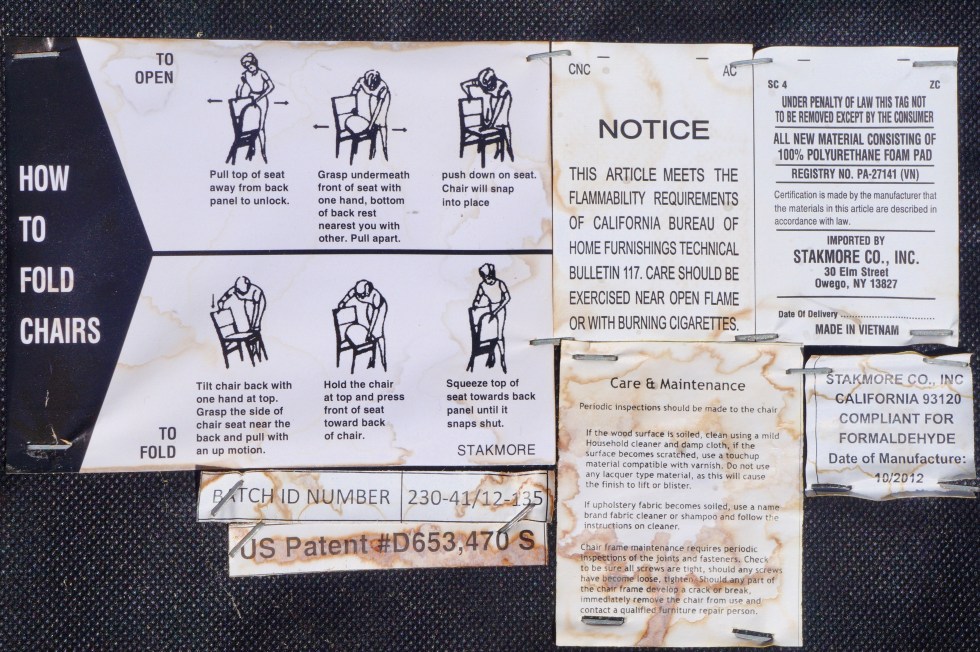 HOW
TO
FOLD
CHAIRS
TO
OPEN
Pull top of seat
away from back
panel to unlock.
Grasp underneath
front of seat with
one hand, bottom
of back rest
nearest you with
other. Pull apart.
push down on seat.
Chair will snap
into place
Tilt chair back with
one hand at top.
Grasp the side of
chair seat near the
back and pull with
an up motion.
Hold the chair
at top and press
front of seat
toward back
of chair.
Squeeze top of
seat towards back
panel until it
snaps shut.
TO
FOLD
STAKMORE
BATCH ID NUMBER 230-41/12-135
US Patent #D653,470 S
CNC AC
NOTICE
THIS ARTICLE MEETS THE
FLAMMABILITY REQUIREMENTS
OF CALIFORNIA BUREAU OF
HOME FURNISHINGS TECHNICAL
BULLETIN 117. CARE SHOULD BE
EXERCISED NEAR OPEN FLAME
OR WITH BURNING CIGARETTES.
SC 4 ZC
UNDER PENALTY OF LAW THIS TAG NOT
TO BE REMOVED EXCEPT BY THE CONSUMER
ALL NEW MATERIAL CONSISTING OF
100% POLYURETHANE FOAM PAD
REGISTRY NO. PA-27141 (VN)
Certification is made by the manufacturer that
the materials in this article are described in
accordance with law.
IMPORTED BY
STAKMORE CO., INC.
30 Elm Street
Owego, NY 13827
Date Of Delivery ..............................
MADE IN VIETNAM
Care & Maintenance
Periodic inspections should be made to the chair
If the wood surface is soiled, clean using a mild
Household cleaner and damp cloth, if the
surface becomes scratched, use a touchup
material compatible with varnish. Do not use
any lacquer type material, as this will cause
the finish to lift or blister.
If upholstery fabric becomes soiled, use a name
brand fabric cleaner or shampoo and follow the
instructions on cleaner.
Chair frame maintenance requires periodic
inspections of the joints and fasteners. Check
to be sure all screws are tight, should any screws
have become loose, tighten. Should any part of
the chair frame develop a crack or break,
immediately remove the chair from use and
contact a qualified furniture repair person.
STAKMORE CO., INC
CALIFORNIA 93120
COMPLIANT FOR
FORMALDEHYDE
Date of Manufacture:
10/2012